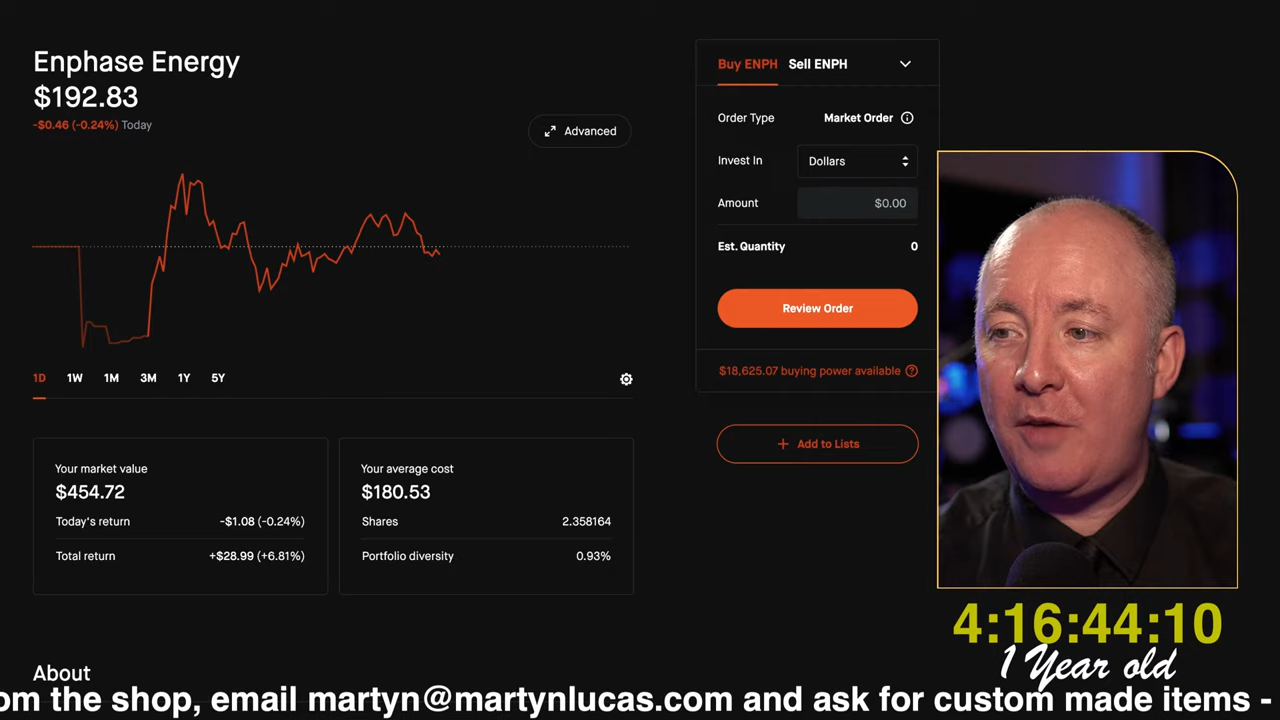 Enphase Energy
$192.83
-$0.46 (-0.24%) Today
Advanced
1D 1W 1M 3M 1Y 5Y
Your market value
$454.72
Today's return -$1.08 (-0.24%)
Total return +$28.99 (+6.81%)
Your average cost
$180.53
Shares 2.358164
Portfolio diversity 0.93%
About
Buy ENPH Sell ENPH
Order Type Market Order
Invest In Dollars
Amount $0.00
Est. Quantity 0
Review Order
$18,625.07 buying power available
+ Add to Lists
4:16:44:10
1 Year old
om the shop, email martyn@martynlucas.com and ask for custom made items -